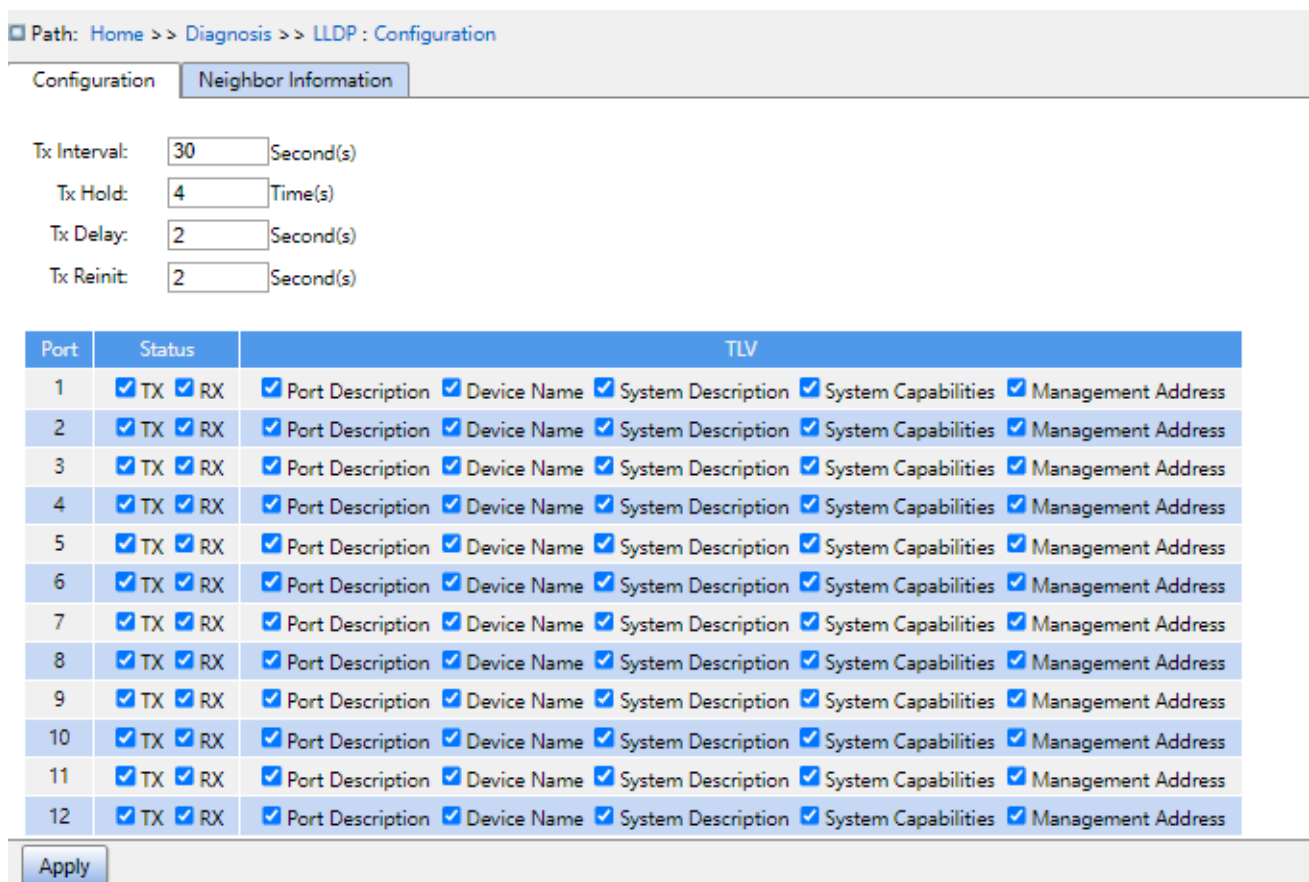 Path: Home >> Diagnosis >> LLDP : Configuration
Configuration Neighbor Information
Tx Interval: 30 Second(s)
Tx Hold: 4 Time(s)
Tx Delay: 2 Second(s)
Tx Reinit: 2 Second(s)
Port Status TLV
1 TX RX Port Description Device Name System Description System Capabilities Management Address
2 TX RX Port Description Device Name System Description System Capabilities Management Address
3 TX RX Port Description Device Name System Description System Capabilities Management Address
4 TX RX Port Description Device Name System Description System Capabilities Management Address
5 TX RX Port Description Device Name System Description System Capabilities Management Address
6 TX RX Port Description Device Name System Description System Capabilities Management Address
7 TX RX Port Description Device Name System Description System Capabilities Management Address
8 TX RX Port Description Device Name System Description System Capabilities Management Address
9 TX RX Port Description Device Name System Description System Capabilities Management Address
10 TX RX Port Description Device Name System Description System Capabilities Management Address
11 TX RX Port Description Device Name System Description System Capabilities Management Address
12 TX RX Port Description Device Name System Description System Capabilities Management Address
Apply